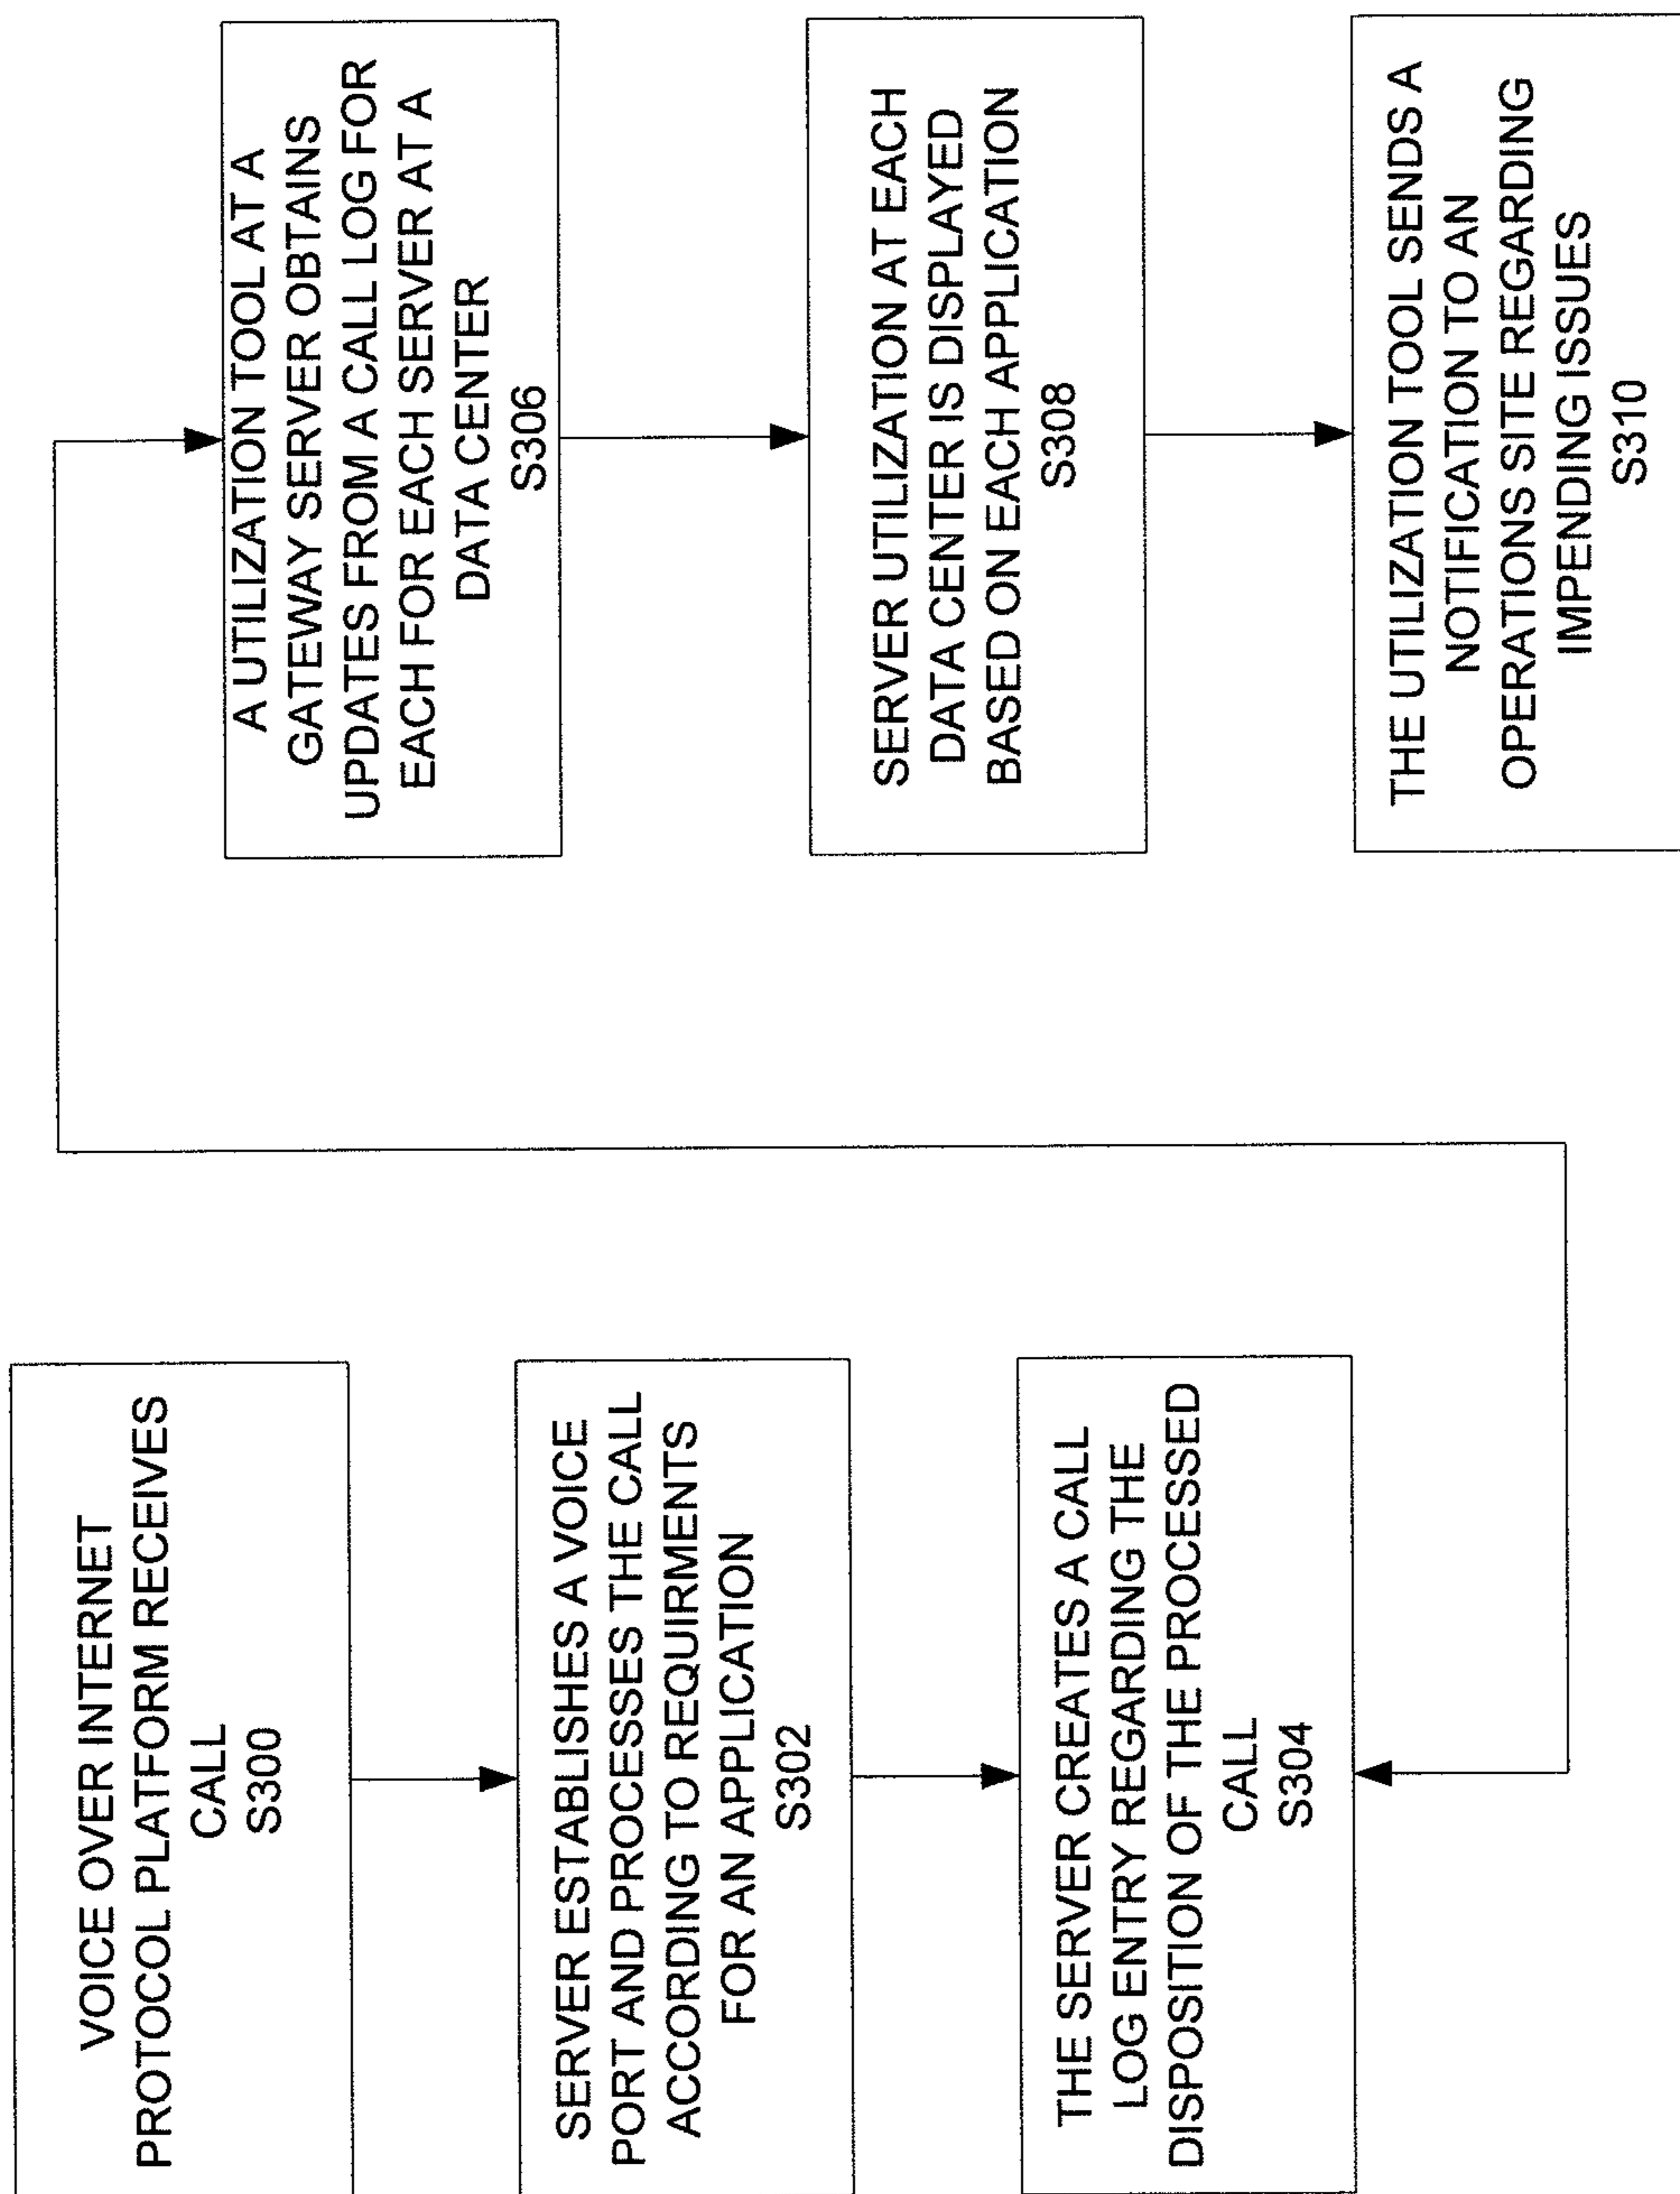 VOICE OVER INTERNET
PROTOCOL PLATFORM RECEIVES
CALL
S300
SERVER ESTABLISHES A VOICE
PORT AND PROCESSES THE CALL
ACCORDING TO REQUIRMENTS
FOR AN APPLICATION
S302
THE SERVER CREATES A CALL
LOG ENTRY REGARDING THE
DISPOSITION OF THE PROCESSED
CALL
S304
A UTILIZATION TOOL AT A
GATEWAY SERVER OBTAINS
UPDATES FROM A CALL LOG FOR
EACH FOR EACH SERVER AT A
DATA CENTER
S306
SERVER UTILIZATION AT EACH
DATA CENTER IS DISPLAYED
BASED ON EACH APPLICATION
S308
THE UTILIZATION TOOL SENDS A
NOTIFICATION TO AN
OPERATIONS SITE REGARDING
IMPENDING ISSUES
S310